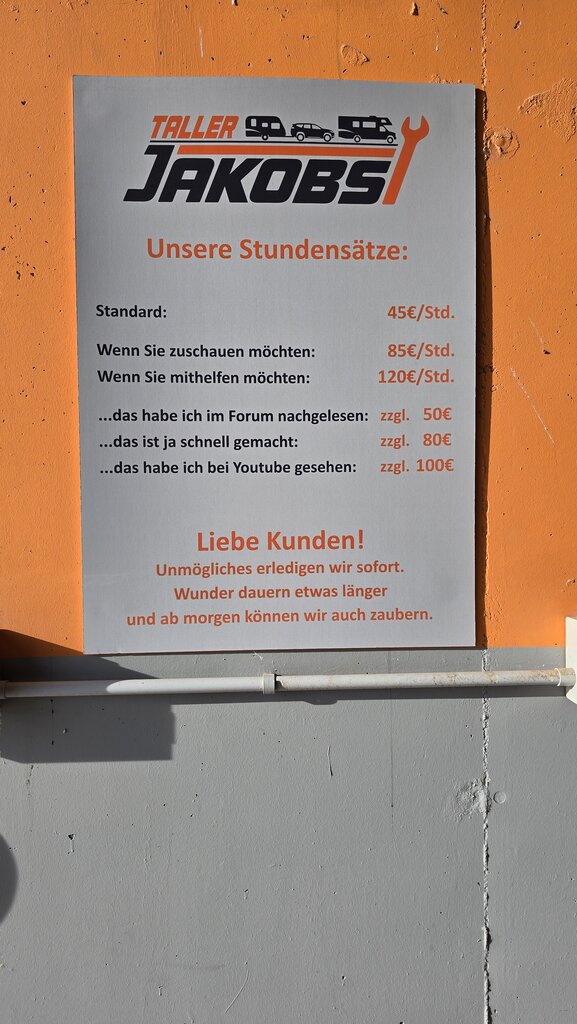 TALLER
JAKOBS
Unsere Stundensätze:
Standard: 45€/Std.
Wenn Sie zuschauen möchten: 85€/Std.
Wenn Sie mithelfen möchten: 120€/Std.
...das habe ich im Forum nachgelesen: zzgl. 50€
...das ist ja schnell gemacht: zzgl. 80€
...das habe ich bei Youtube gesehen: zzgl. 100€
Liebe Kunden!
Unmögliches erledigen wir sofort.
Wunder dauern etwas länger
und ab morgen können wir auch zaubern.